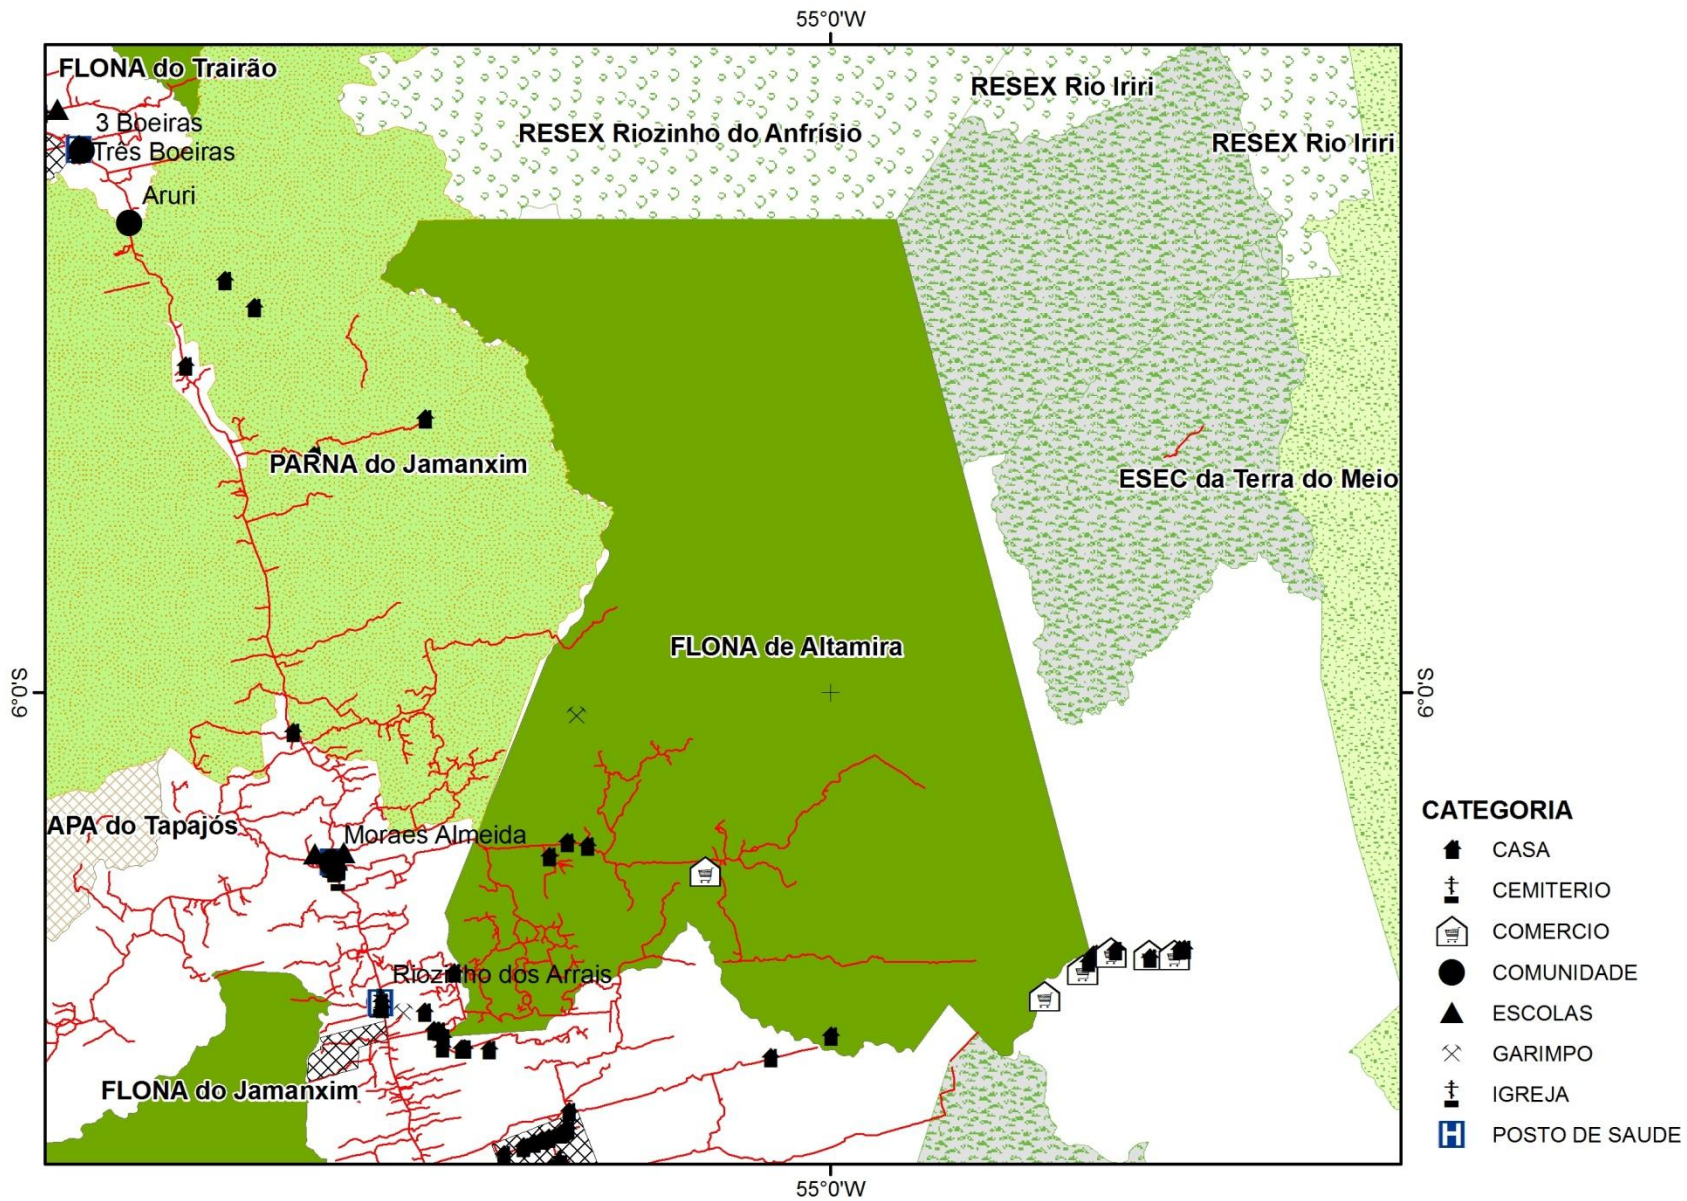 55°0'W
FLONA do Trairão
RESEX Rio Iriri
3 Boeiras
RESEX Riozinho do Anfrísio
RESEX Rio Iriri
Três Boeiras
Aruri
PARNA do Jamanxim
ESEC da Terra do Meio
FLONA de Altamira
6°0'S
6°0'S
APA do Tapajós
Moraes Almeida
Riozinho dos Arrais
FLONA do Jamanxim
CATEGORIA
CASA
CEMITERIO
COMERCIO
COMUNIDADE
ESCOLAS
GARIMPO
IGREJA
H POSTO DE SAUDE
55°0'W